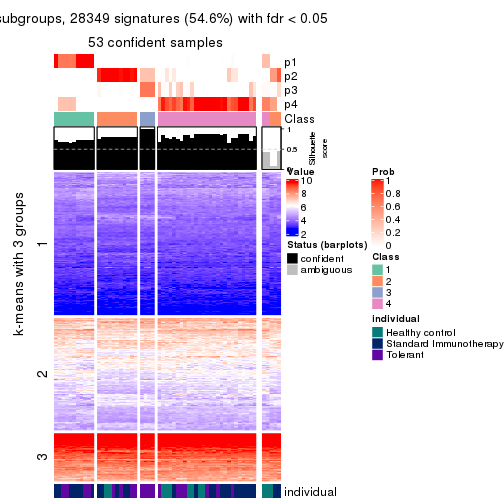 subgroups, 28349 signatures (54.6%) with fdr < 0.05
53 confident samples
p1
p2
p3
p4
Class
1
0.5
0
Silhouette
score
k-means with 3 groups
1
2
3
individual
Value
10
8
6
4
2
Status (barplots)
confident
ambiguous
Prob
1
0.8
0.6
0.4
0.2
0
Class
1
2
3
4
individual
Healthy control
Standard Immunotherapy
Tolerant